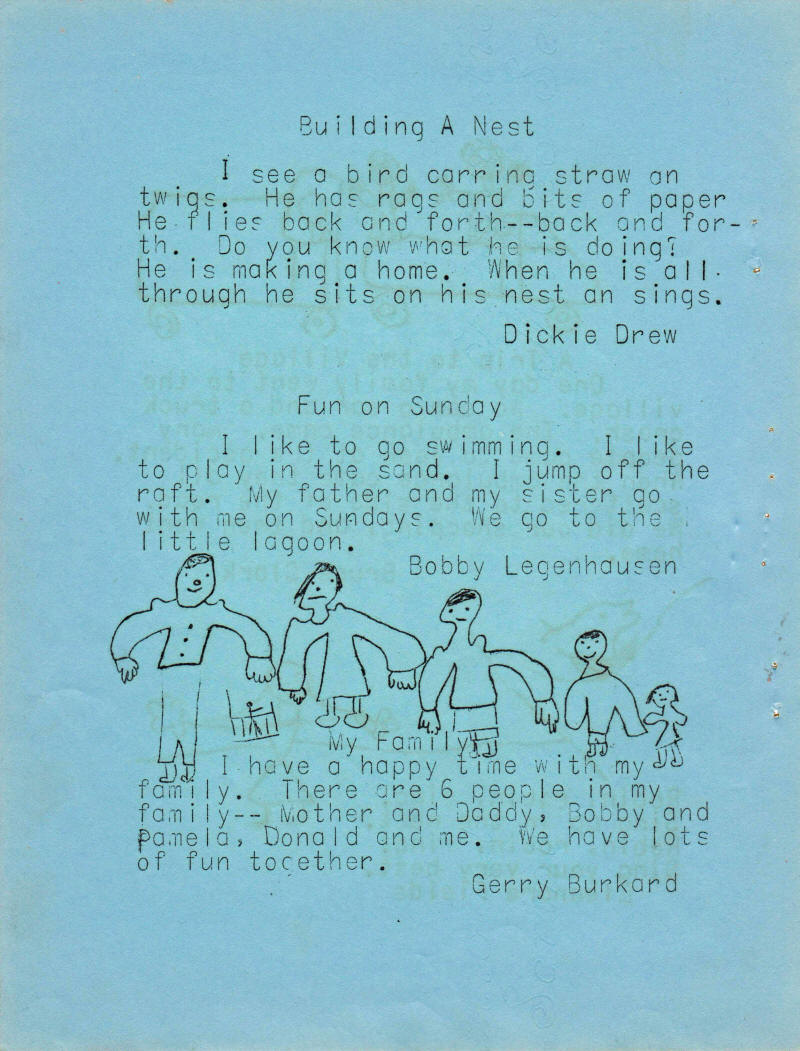 Building A Nest
I see a bird carring straw an
twigs. He has rags and bits of paper
He flies back and forth--back and for-
th. Do you know what he is doing?
He is making a home. When he is all
through he sits on his nest an sings.
Dickie Drew
Fun on Sunday
I like to go swimming. I like
to play in the sand. I jump off the
raft. My father and my sister go
with me on Sundays. We go to the
little lagoon.
Bobby Legenhausen
My Family
I have a happy time with my
family. There are 6 people in my
family-- Mother and Daddy, Bobby and
Pamela, Donald and me. We have lots
of fun together.
Gerry Burkard